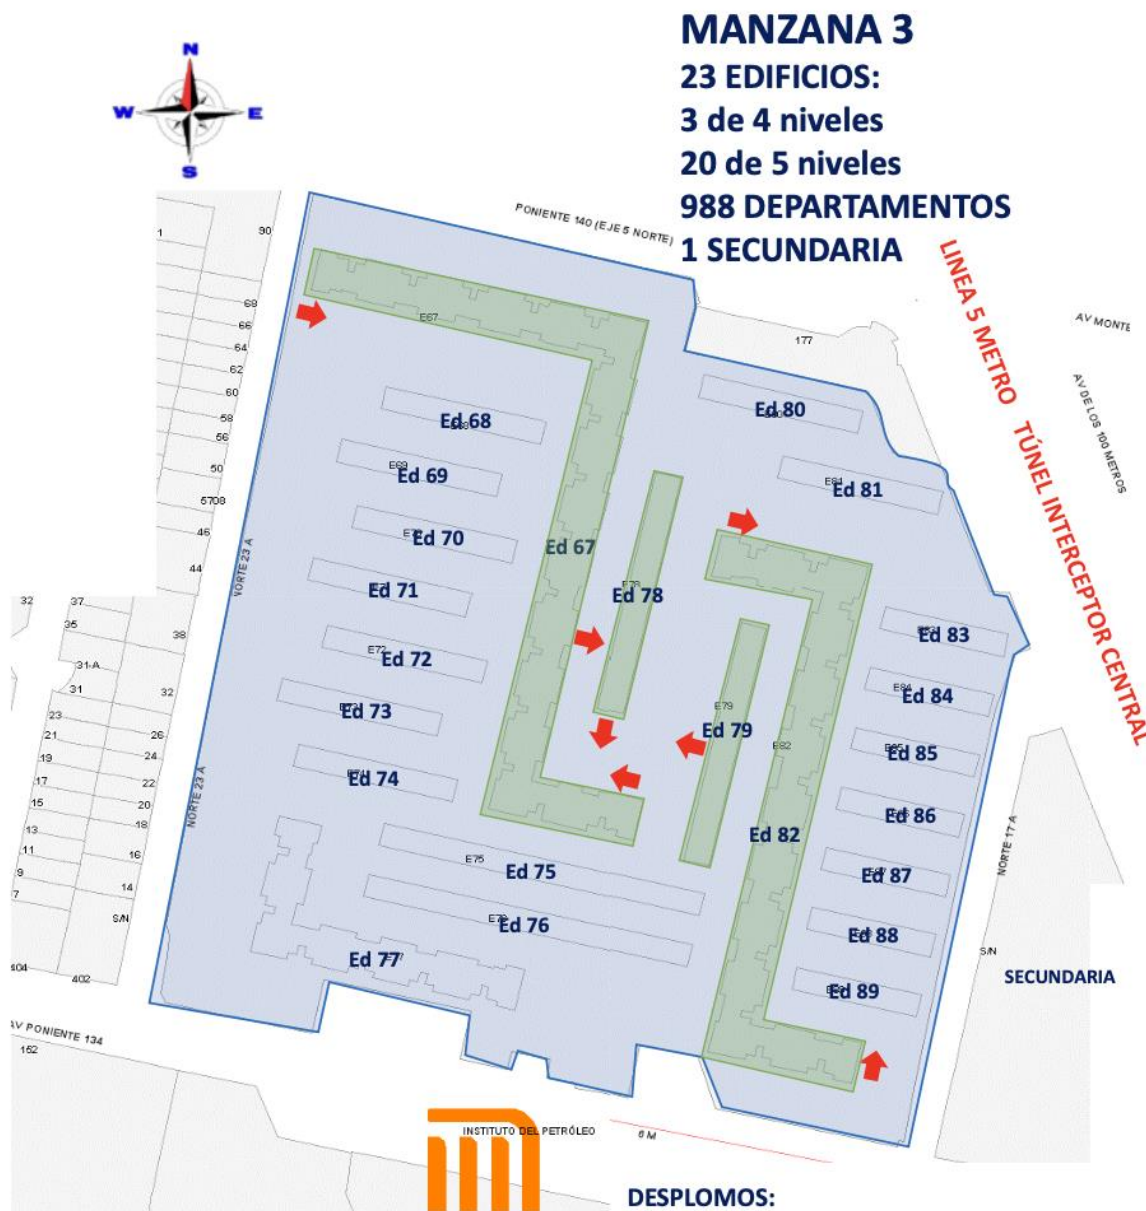 MANZANA 3
23 EDIFICIOS:
3 de 4 niveles
20 de 5 niveles
988 DEPARTAMENTOS
1 SECUNDARIA
N
W
E
S
PONIENTE 140 (EJE 5 NORTE)
LINEA 5 METRO TÚNEL INTERCEPTOR CENTRAL
AV MONTE
AV DE LOS 100 METROS
177
1
90
68
66
64
62
60
58
56
50
5708
46
44
38
32
26
24
22
20
18
16
14
S/N
402
404
32
37
35
31-A
31
23
21
19
17
15
13
11
9
7
NORTE 23 A
NORTE 23 A
E67
Ed 67
Ed 68
Ed 69
Ed 70
Ed 71
E72
Ed 72
Ed 73
Ed 74
E75
Ed 75
Ed 76
Ed 77
Ed 78
E79
Ed 79
Ed 80
E81
Ed 81
E82
Ed 82
Ed 83
E84
Ed 84
Ed 85
Ed 86
Ed 87
Ed 88
Ed 89
NORTE 17 A
S/N
SECUNDARIA
AV PONIENTE 134
152
INSTITUTO DEL PETRÓLEO
6 M
DESPLOMOS: